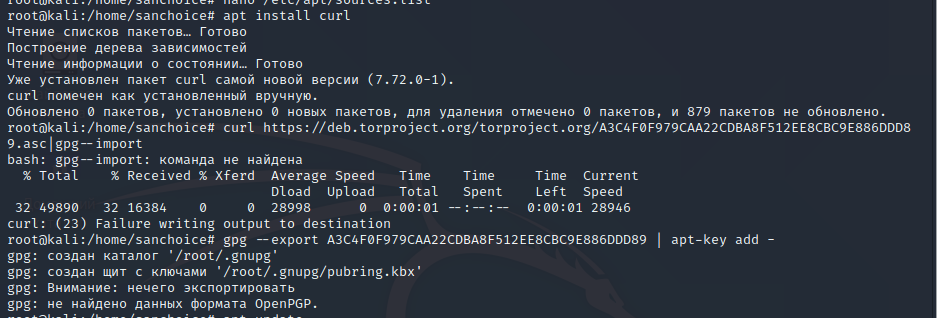 root@kali:/home/sanchoice# nano /etc/apt/sources.list
root@kali:/home/sanchoice# apt install curl
Чтение списков пакетов… Готово
Построение дерева зависимостей
Чтение информации о состоянии… Готово
Уже установлен пакет curl самой новой версии (7.72.0-1).
curl помечен как установленный вручную.
Обновлено 0 пакетов, установлено 0 новых пакетов, для удаления отмечено 0 пакетов, и 879 пакетов не обновлено.
root@kali:/home/sanchoice# curl https://deb.torproject.org/torproject.org/A3C4F0F979CAA22CDBA8F512EE8CBC9E886DDD8
9.asc|gpg--import
bash: gpg--import: команда не найдена
% Total % Received % Xferd Average Speed Time Time Time Current
Dload Upload Total Spent Left Speed
32 49890 32 16384 0 0 28998 0 0:00:01 --:--:-- 0:00:01 28946
curl: (23) Failure writing output to destination
root@kali:/home/sanchoice# gpg --export A3C4F0F979CAA22CDBA8F512EE8CBC9E886DDD89 | apt-key add -
gpg: создан каталог '/root/.gnupg'
gpg: создан щит с ключами '/root/.gnupg/pubring.kbx'
gpg: Внимание: нечего экспортировать
gpg: не найдено данных формата OpenPGP.
root@kali:/home/sanchoice# apt update